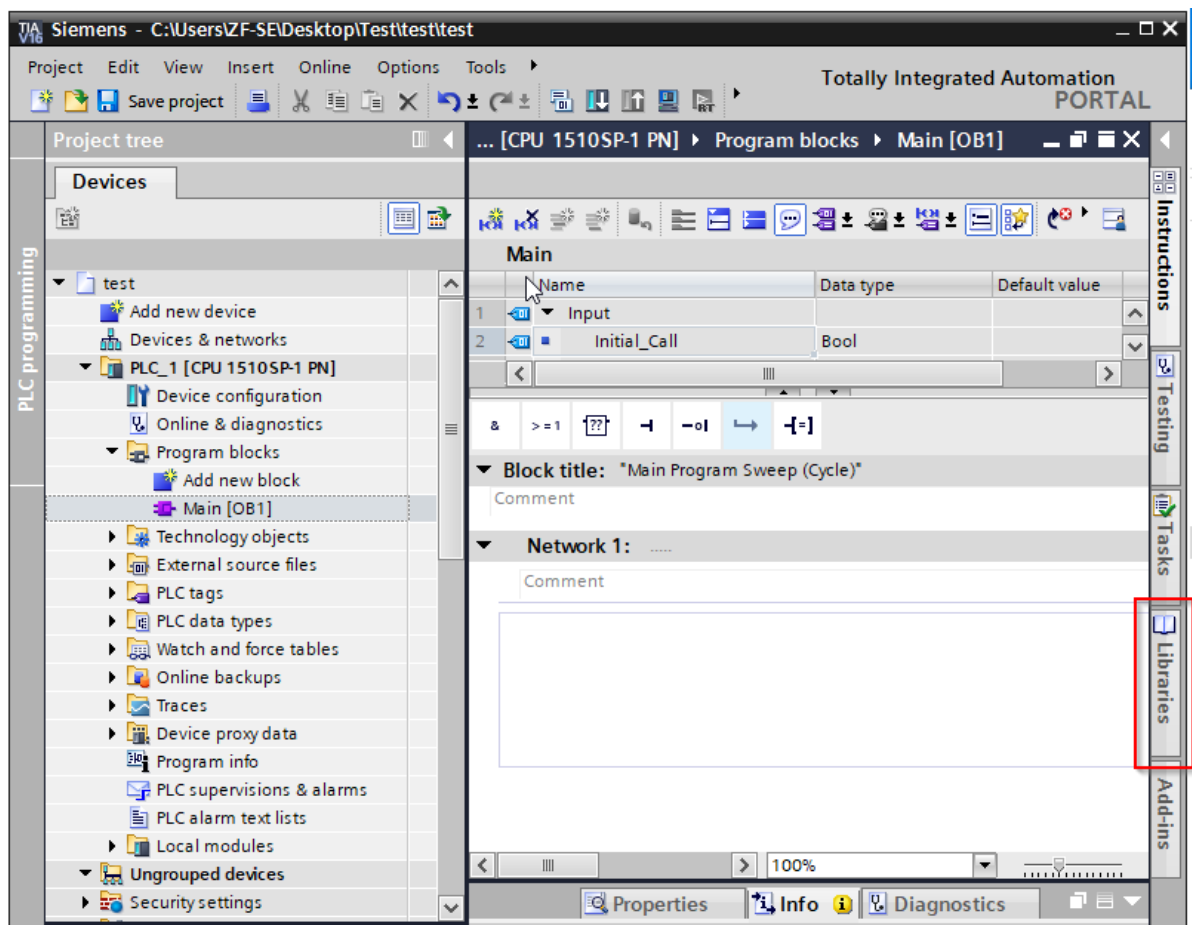 TIA V16 Siemens - C:\Users\ZF-SE\Desktop\Test\test\test
Project Edit View Insert Online Options Tools
Totally Integrated Automation
PORTAL
Save project
PLC programming
Project tree
Devices
test
Add new device
Devices & networks
PLC_1 [CPU 1510SP-1 PN]
Device configuration
Online & diagnostics
Program blocks
Add new block
Main [OB1]
Technology objects
External source files
PLC tags
PLC data types
Watch and force tables
Online backups
Traces
Device proxy data
Program info
PLC supervisions & alarms
PLC alarm text lists
Local modules
Ungrouped devices
Security settings
... [CPU 1510SP-1 PN] Program blocks Main [OB1]
Main
Name Data type Default value
1 Input
2 Initial_Call Bool
& >=1 ??
Block title: "Main Program Sweep (Cycle)"
Comment
Network 1: .....
Comment
100%
Properties Info Diagnostics
Instructions
Testing
Tasks
Libraries
Add-ins